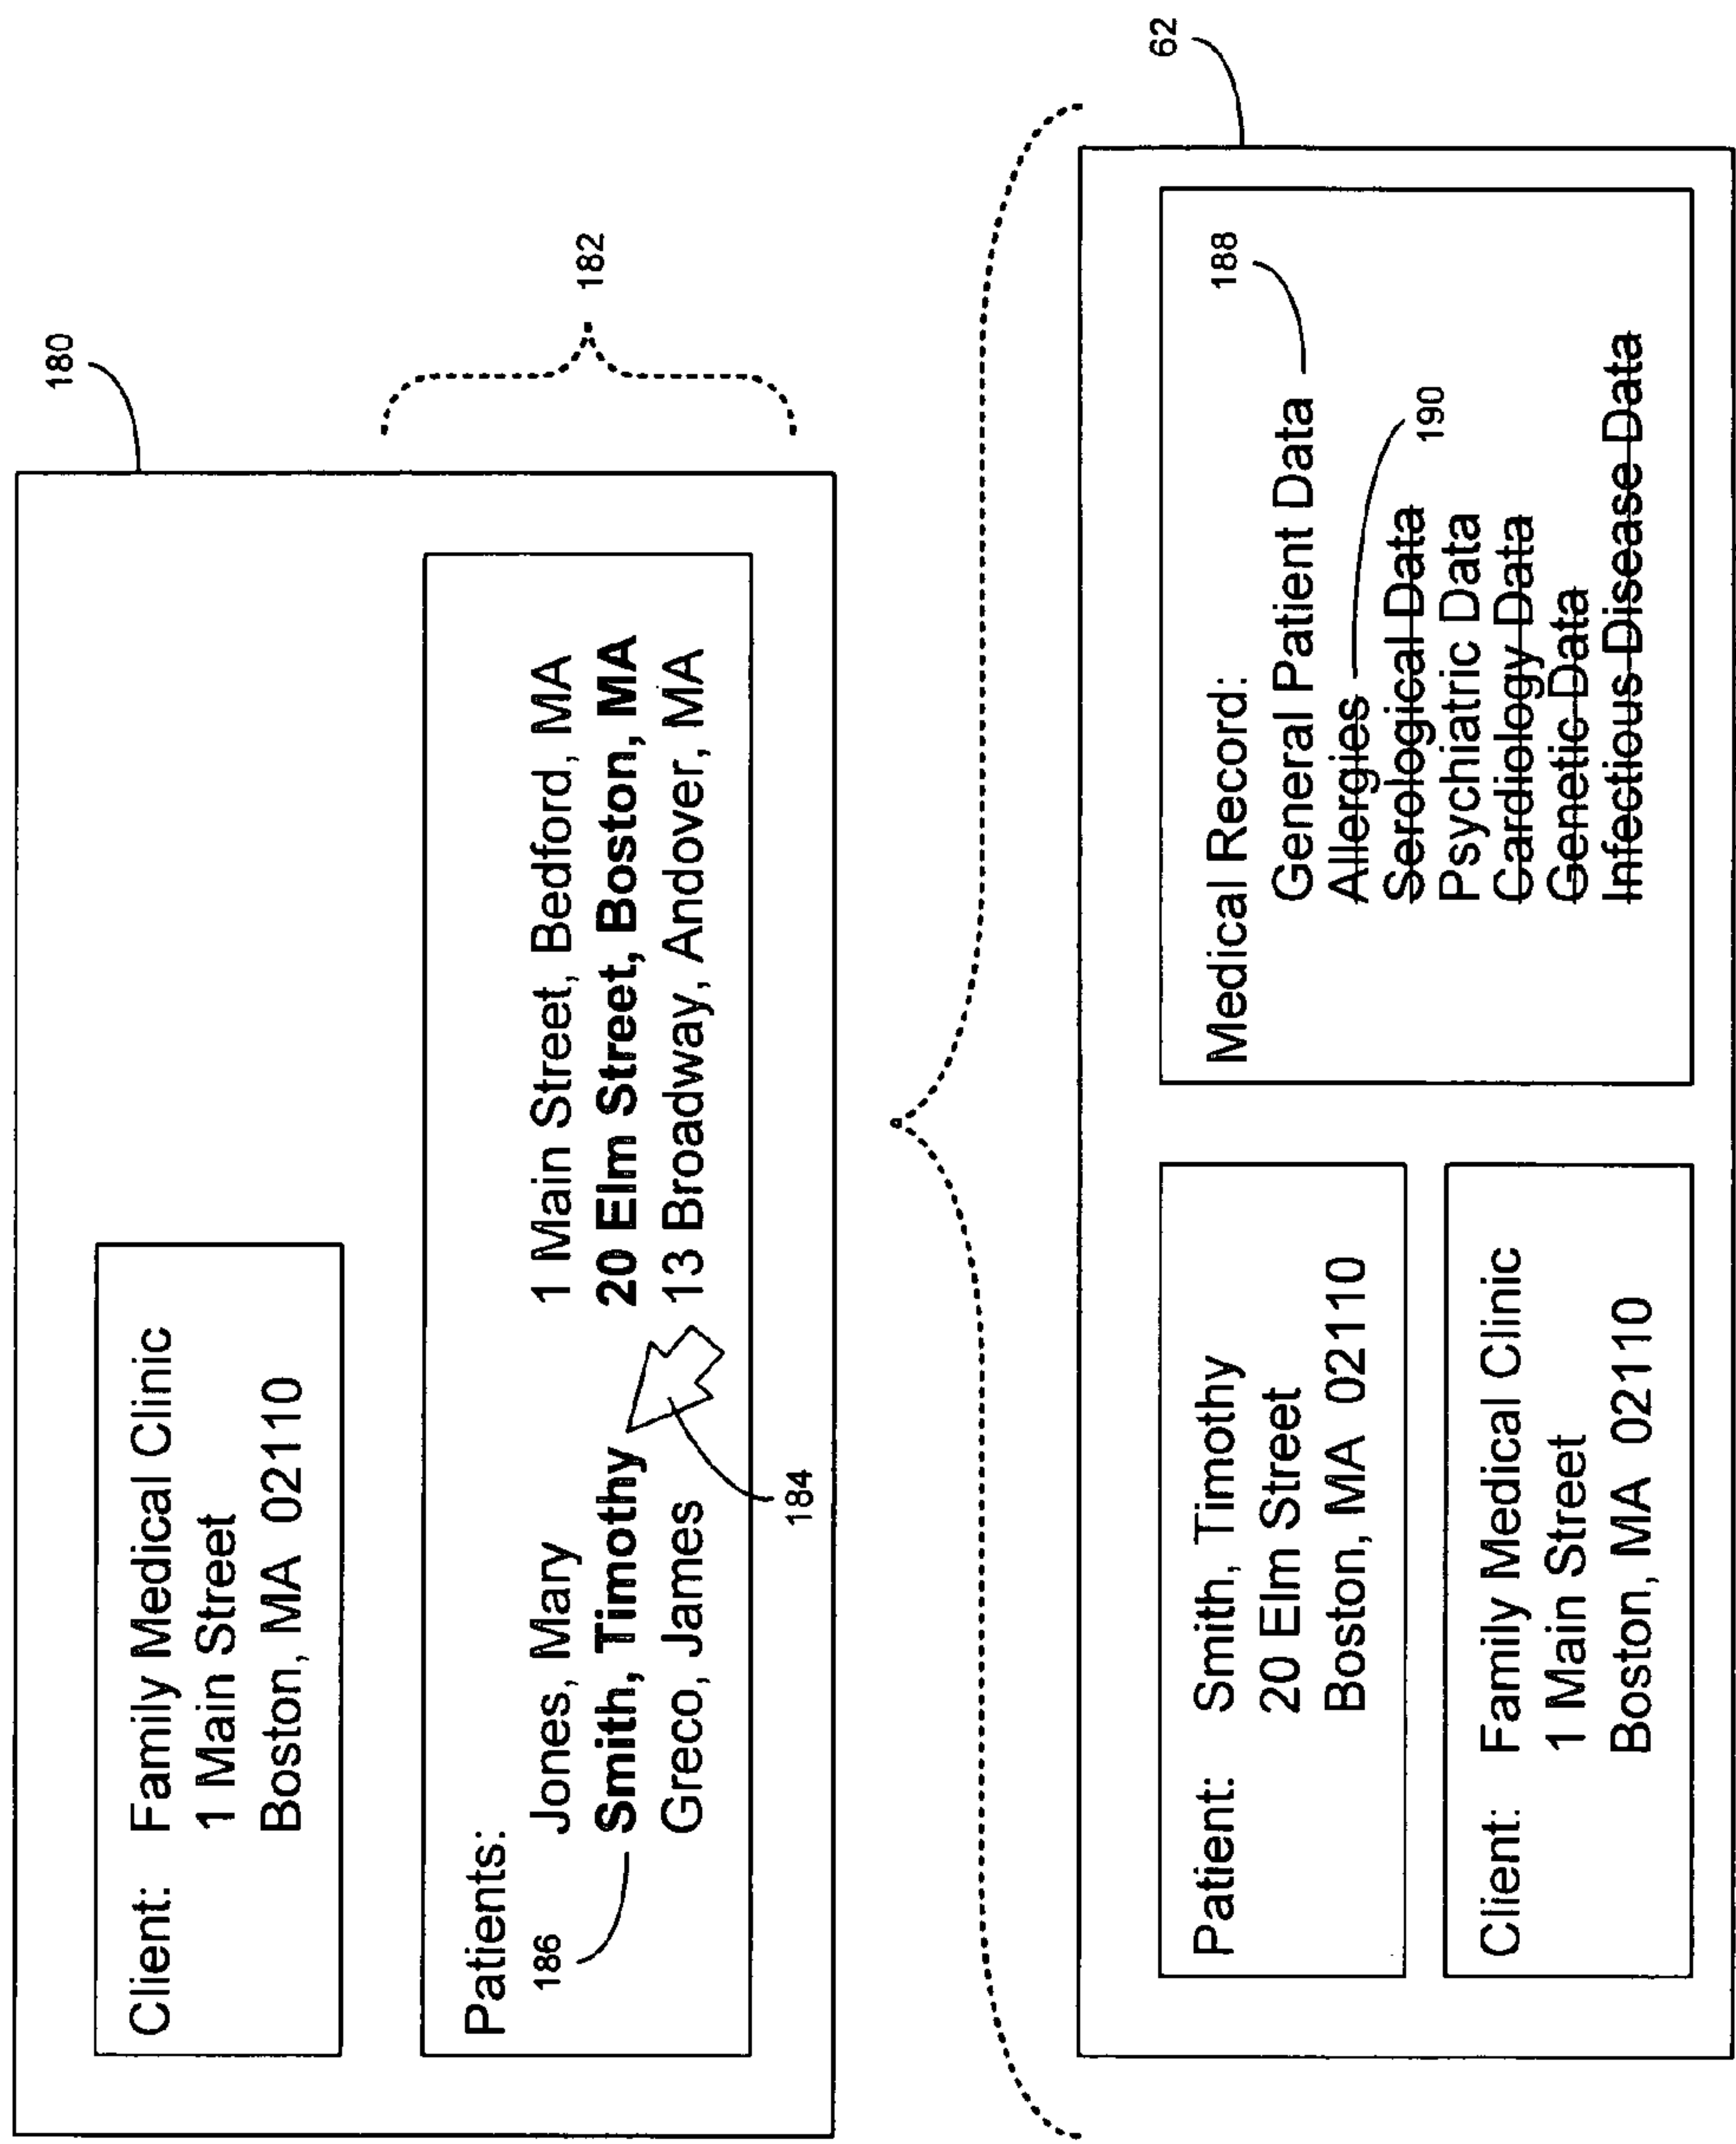 180
Client: Family Medical Clinic
1 Main Street
Boston, MA 02110
182
Patients:
186
Jones, Mary 1 Main Street, Bedford, MA
Smith, Timothy 20 Elm Street, Boston, MA
Greco, James 13 Broadway, Andover, MA
184
62
Patient: Smith, Timothy
20 Elm Street
Boston, MA 02110
Client: Family Medical Clinic
1 Main Street
Boston, MA 02110
Medical Record:
188
General Patient Data
Allergies
190
Serological Data
Psychiatric Data
Cardiology Data
Genetic Data
Infectious Disease Data